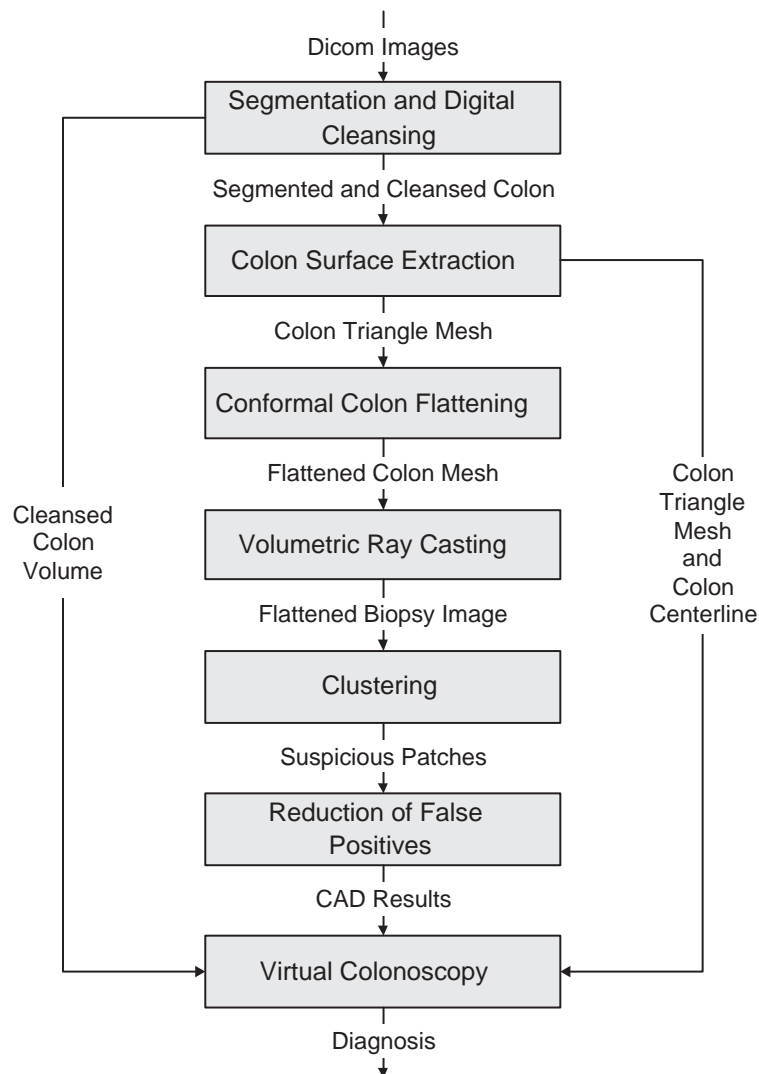 Dicom Images
Segmentation and Digital
Cleansing
Segmented and Cleansed Colon
Colon Surface Extraction
Colon Triangle Mesh
Conformal Colon Flattening
Flattened Colon Mesh
Cleansed
Colon
Volume
Colon
Triangle
Mesh
and
Colon
Centerline
Volumetric Ray Casting
Flattened Biopsy Image
Clustering
Suspicious Patches
Reduction of False
Positives
CAD Results
Virtual Colonoscopy
Diagnosis